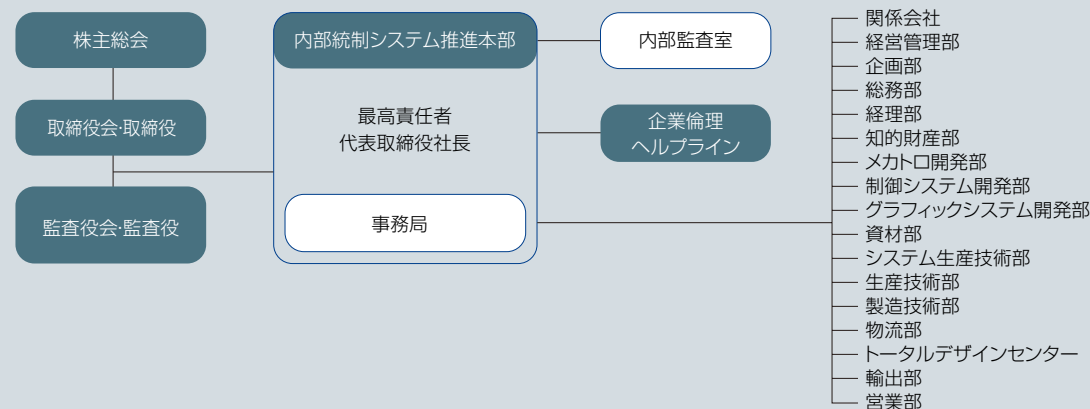 株主総会
取締役会・取締役
監査役会・監査役
内部統制システム推進本部
最高責任者
代表取締役社長
事務局
内部監査室
企業倫理
ヘルプライン
関係会社
経営管理部
企画部
総務部
経理部
知的財産部
メカトロ開発部
制御システム開発部
グラフィックシステム開発部
資材部
システム生産技術部
生産技術部
製造技術部
物流部
トータルデザインセンター
輸出部
営業部